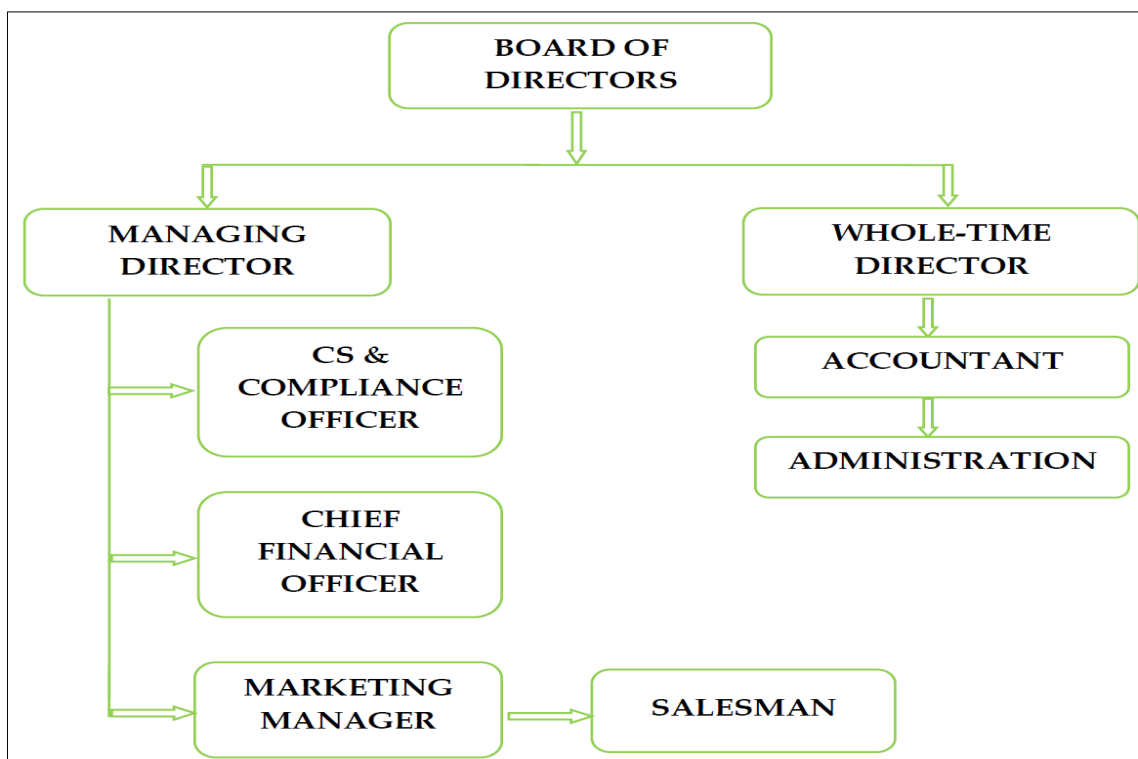 BOARD OF
DIRECTORS
MANAGING
DIRECTOR
WHOLE-TIME
DIRECTOR
CS &
COMPLIANCE
OFFICER
ACCOUNTANT
ADMINISTRATION
CHIEF
FINANCIAL
OFFICER
MARKETING
MANAGER
SALESMAN